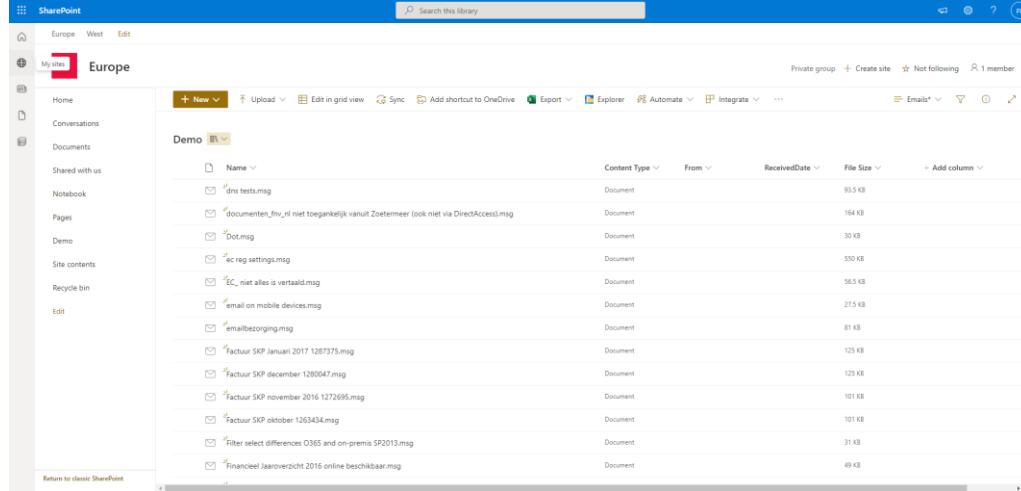 SharePoint
Search this library
Europe West Edit
My sites
Europe
Private group Create site Not following 1 member
+ New Upload Edit in grid view Sync Add shortcut to OneDrive Export Explorer Automate Integrate ... Emails*
Home
Conversations
Documents
Shared with us
Notebook
Pages
Demo
Site contents
Recycle bin
Edit
Return to classic SharePoint
Demo
Name Content Type From ReceivedDate File Size + Add column
dns tests.msg Document 93.5 KB
documenten_fnv_nl niet toegankelijk vanuit Zoetermeer (ook niet via DirectAccess).msg Document 164 KB
Dot.msg Document 30 KB
ec reg settings.msg Document 550 KB
EC_ niet alles is vertaald.msg Document 56.5 KB
email on mobile devices.msg Document 27.5 KB
emailbezorging.msg Document 81 KB
Factuur SKP Januari 2017 1287375.msg Document 125 KB
Factuur SKP december 1280047.msg Document 125 KB
Factuur SKP november 2016 1272695.msg Document 101 KB
Factuur SKP oktober 1263434.msg Document 101 KB
Filter select differences O365 and on-premis SP2013.msg Document 31 KB
Financieel Jaaroverzicht 2016 online beschikbaar.msg Document 49 KB